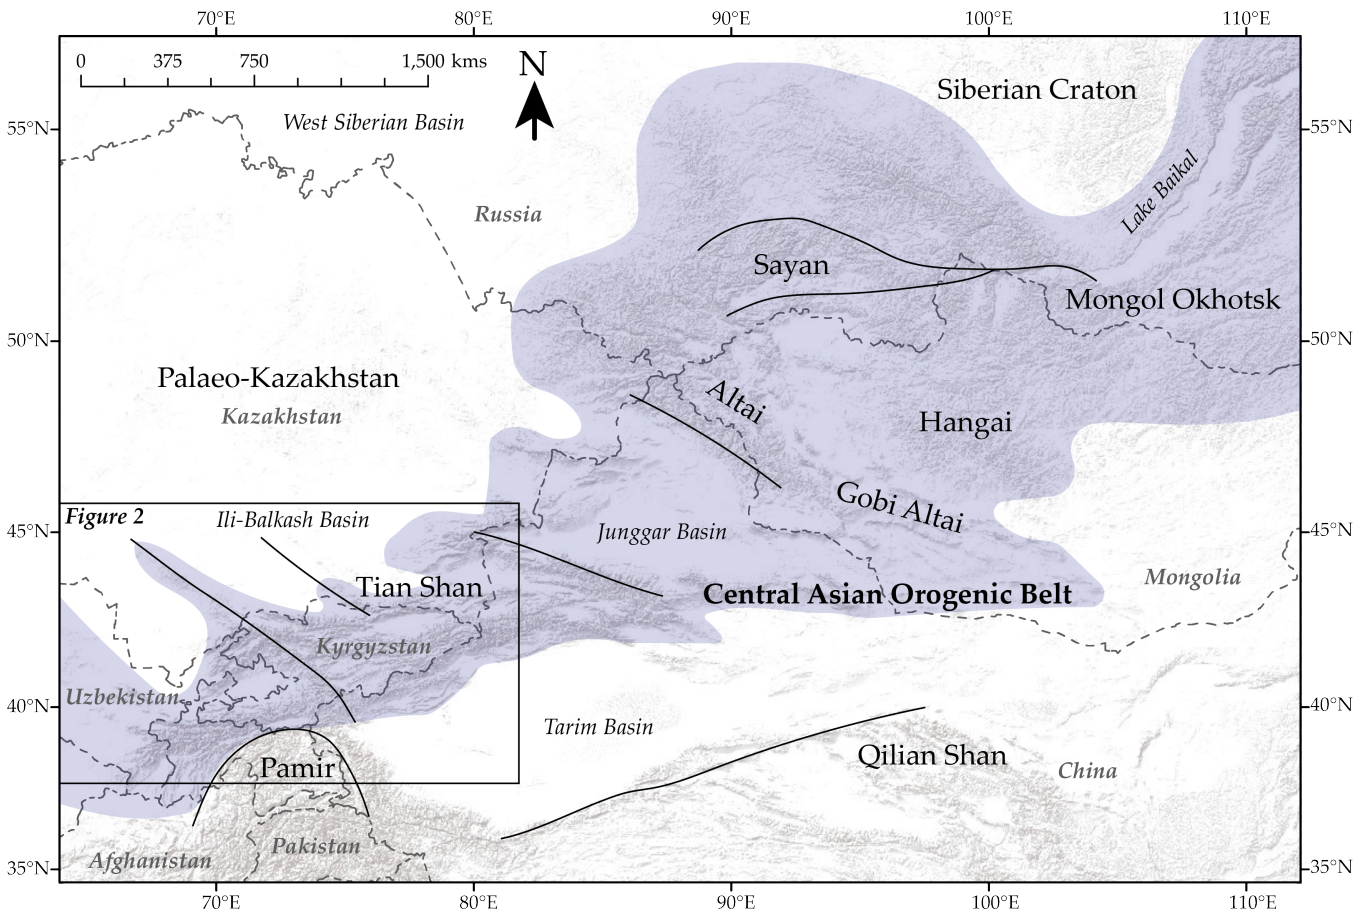 70°E 80°E 90°E 100°E 110°E
0 375 750 1,500 kms
N
Siberian Craton
West Siberian Basin
55°N
55°N
Lake Baikal
Russia
Sayan
Mongol Okhotsk
50°N
50°N
Palaeo-Kazakhstan
Kazakhstan
Altai
Hangai
Gobi Altai
Figure 2
Ili-Balkash Basin
45°N
Junggar Basin
45°N
Tian Shan
Central Asian Orogenic Belt
Mongolia
Kyrgyzstan
Uzbekistan
40°N
40°N
Tarim Basin
Qilian Shan
Pamir
China
Afghanistan
Pakistan
35°N
35°N
70°E 80°E 90°E 100°E 110°E